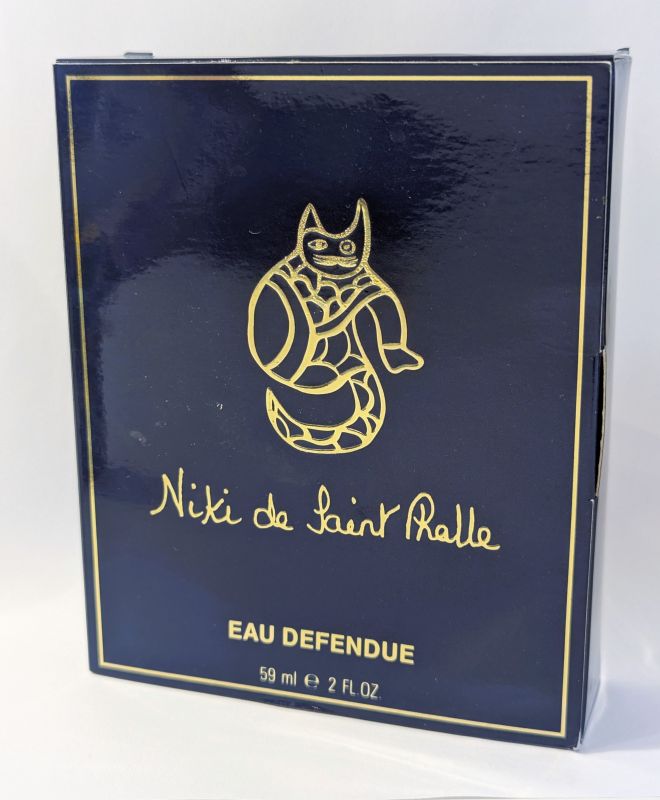 Niki de Saint Phalle
EAU DEFENDUE
59 ml ℮ 2 FL.OZ.